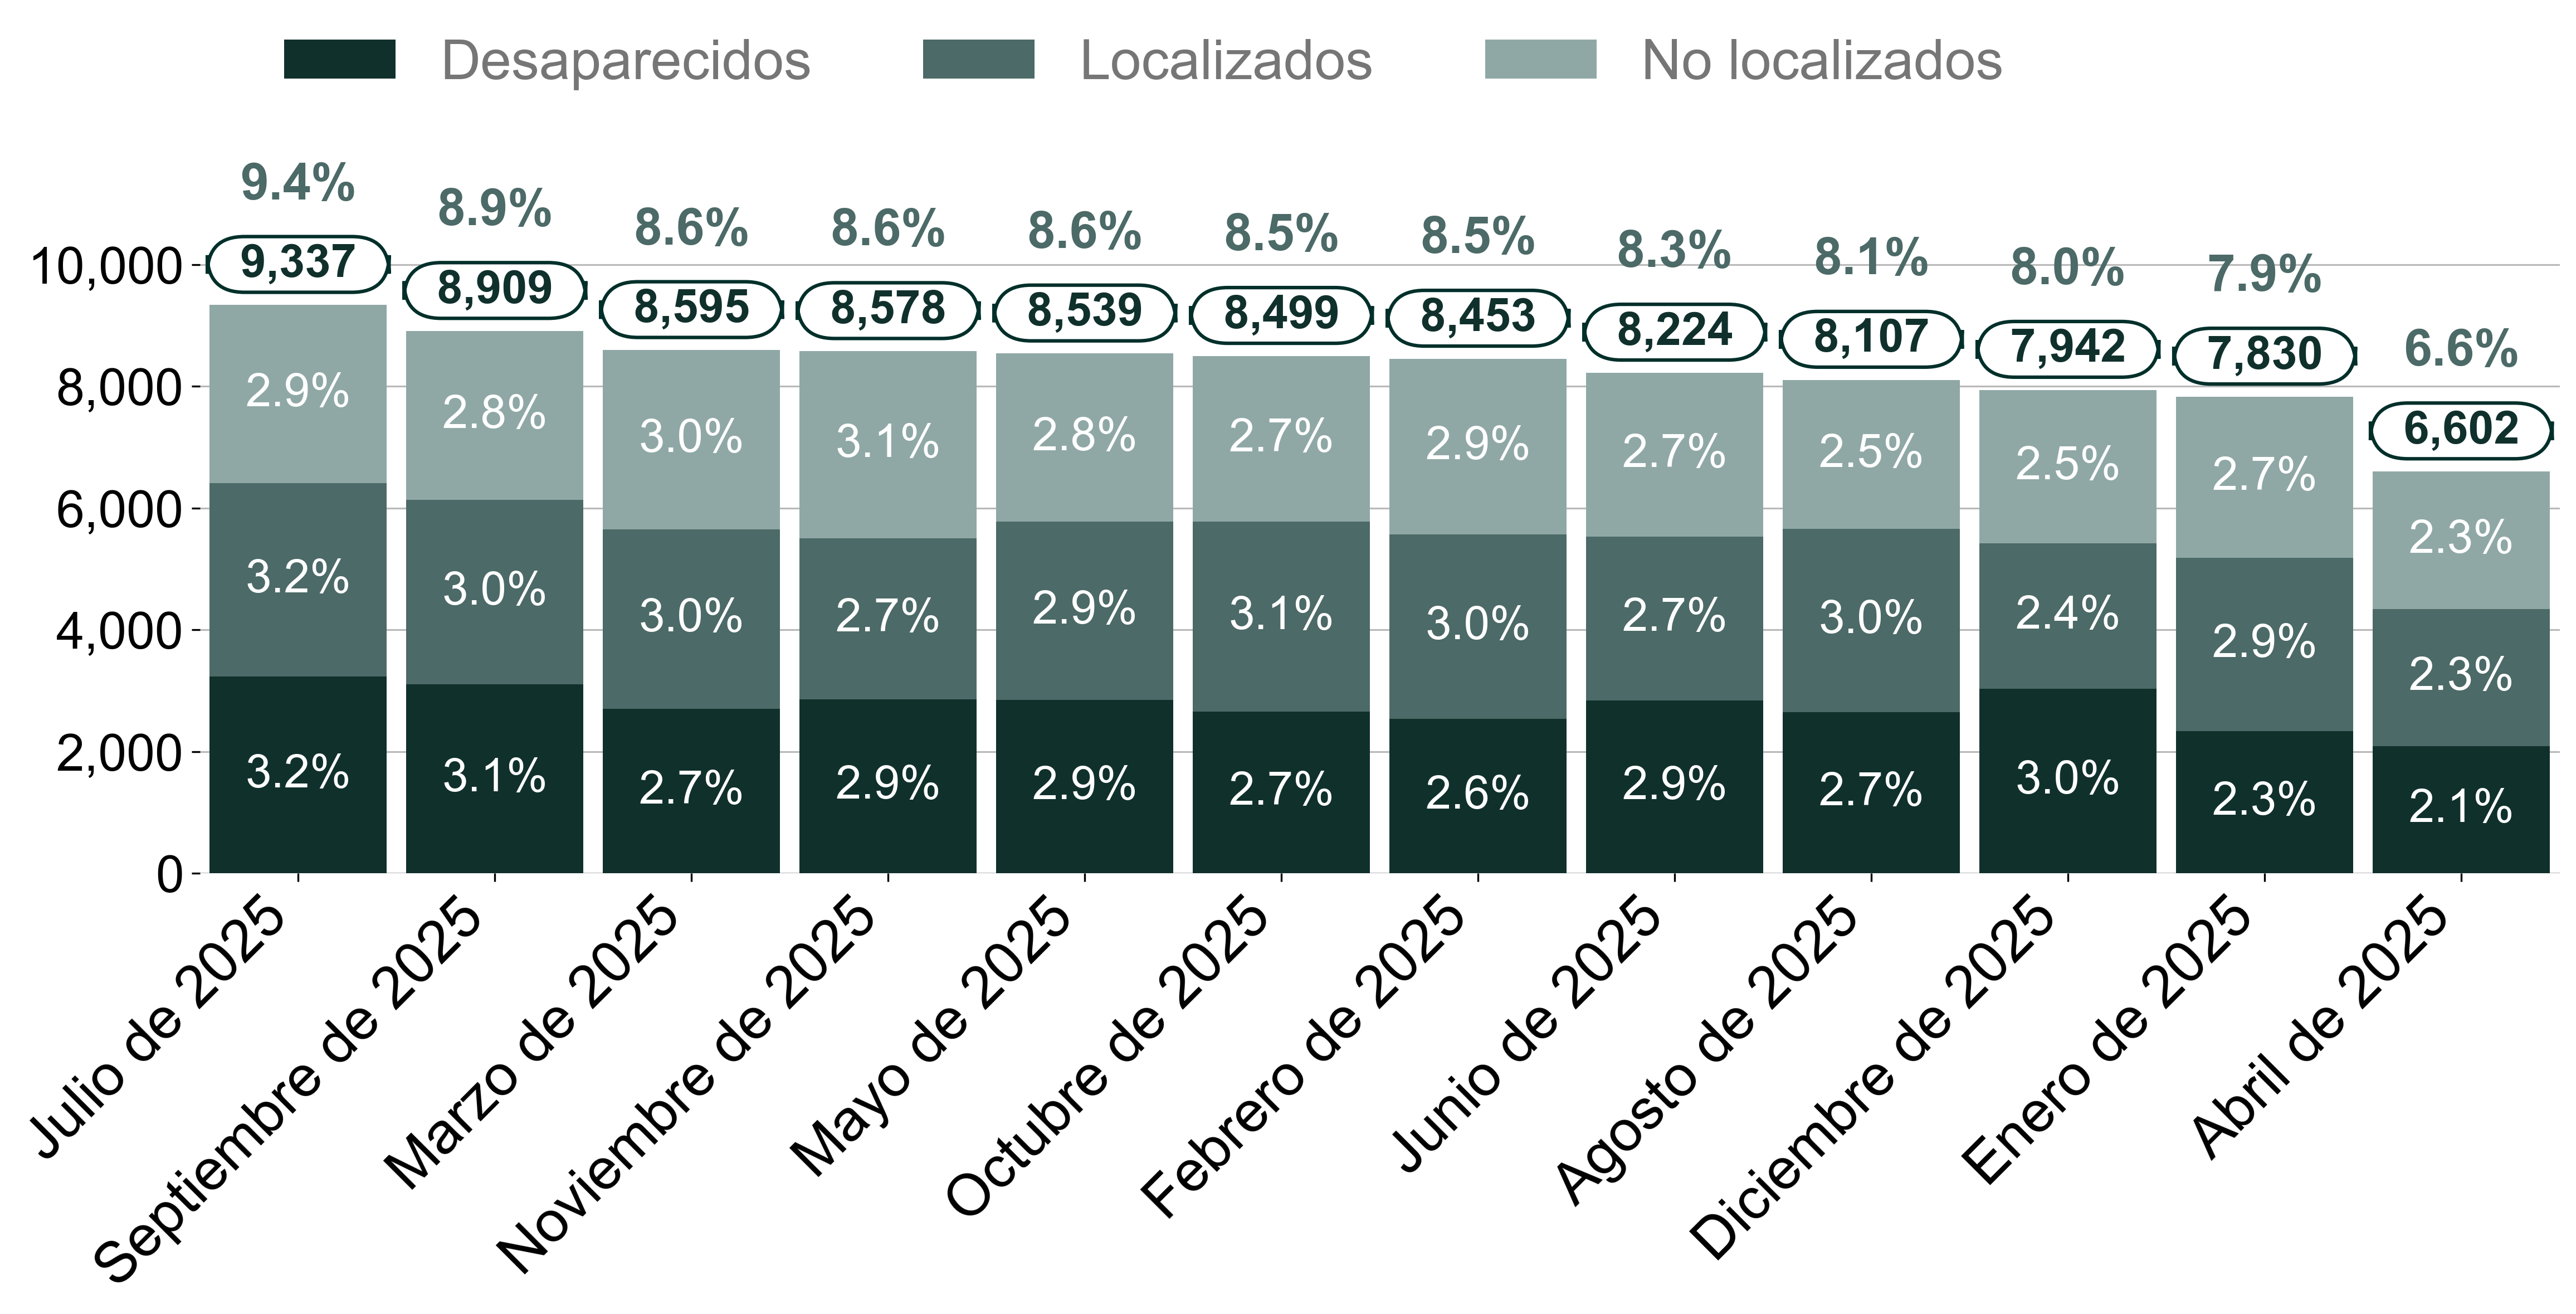 Desaparecidos Localizados No localizados
9.4% 8.9% 8.6% 8.6% 8.6% 8.5% 8.5% 8.3% 8.1% 8.0% 7.9% 6.6%
9,337 8,909 8,595 8,578 8,539 8,499 8,453 8,224 8,107 7,942 7,830 6,602
2.9% 2.8% 3.0% 3.1% 2.8% 2.7% 2.9% 2.7% 2.5% 2.5% 2.7% 2.3%
3.2% 3.0% 3.0% 2.7% 2.9% 3.1% 3.0% 2.7% 3.0% 2.4% 2.9% 2.3%
3.2% 3.1% 2.7% 2.9% 2.9% 2.7% 2.6% 2.9% 2.7% 3.0% 2.3% 2.1%
10,000
8,000
6,000
4,000
2,000
0
Julio de 2025
Septiembre de 2025
Marzo de 2025
Noviembre de 2025
Mayo de 2025
Octubre de 2025
Febrero de 2025
Junio de 2025
Agosto de 2025
Diciembre de 2025
Enero de 2025
Abril de 2025